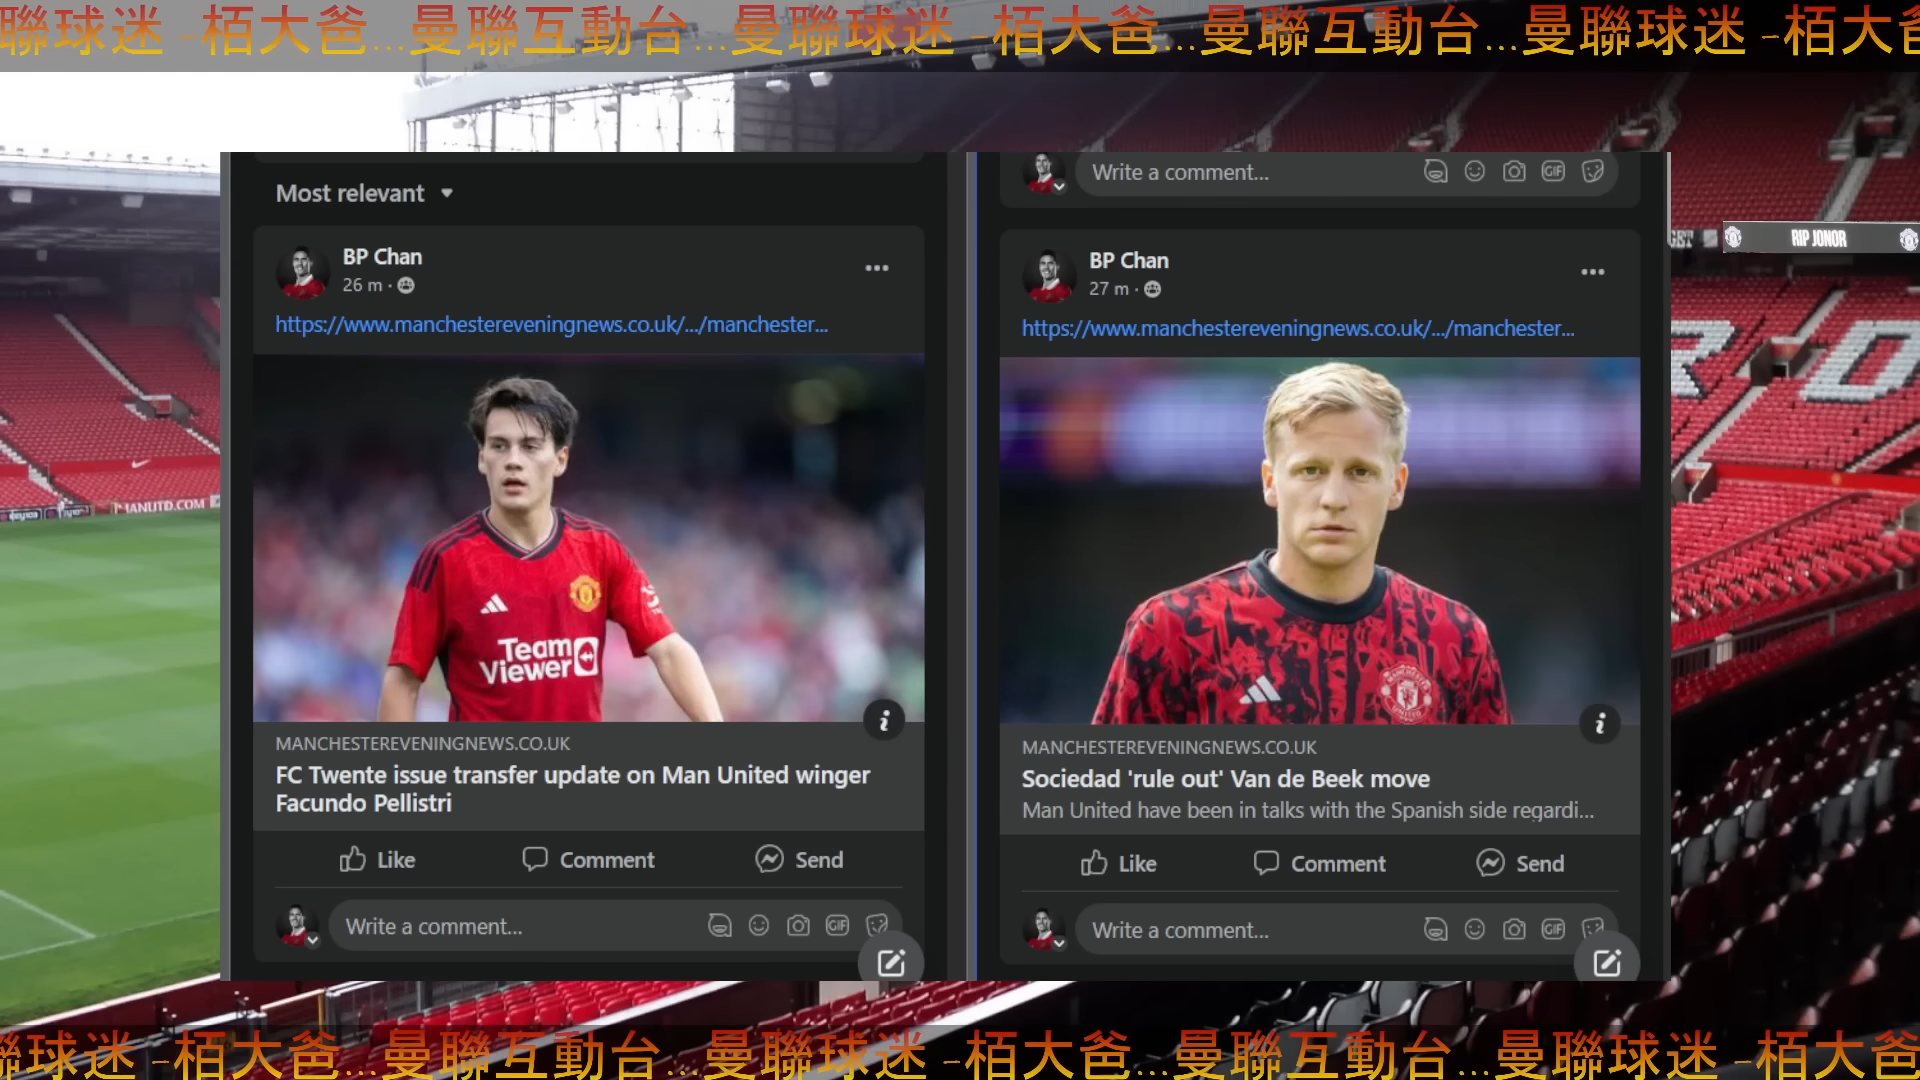 聯球迷 -栢大爸...曼聯互動台...曼聯球迷 -栢大爸...曼聯互動台...曼聯球迷 -栢大爸
Most relevant
BP Chan
26 m
https://www.manchestereveningnews.co.uk/.../manchester...
Team
Viewer
MANCHESTEREVENINGNEWS.CO.UK
FC Twente issue transfer update on Man United winger
Facundo Pellistri
Like Comment Send
Write a comment...
GIF
Write a comment...
GIF
BP Chan
27 m
https://www.manchestereveningnews.co.uk/.../manchester...
MANCHESTER
UNITED
MANCHESTEREVENINGNEWS.CO.UK
Sociedad 'rule out' Van de Beek move
Man United have been in talks with the Spanish side regardi...
Like Comment Send
Write a comment...
GIF
RIP JONOR
R D
MANUTD.COM
聯球迷 -栢大爸...曼聯互動台...曼聯球迷 -栢大爸...曼聯互動台...曼聯球迷 -栢大爸